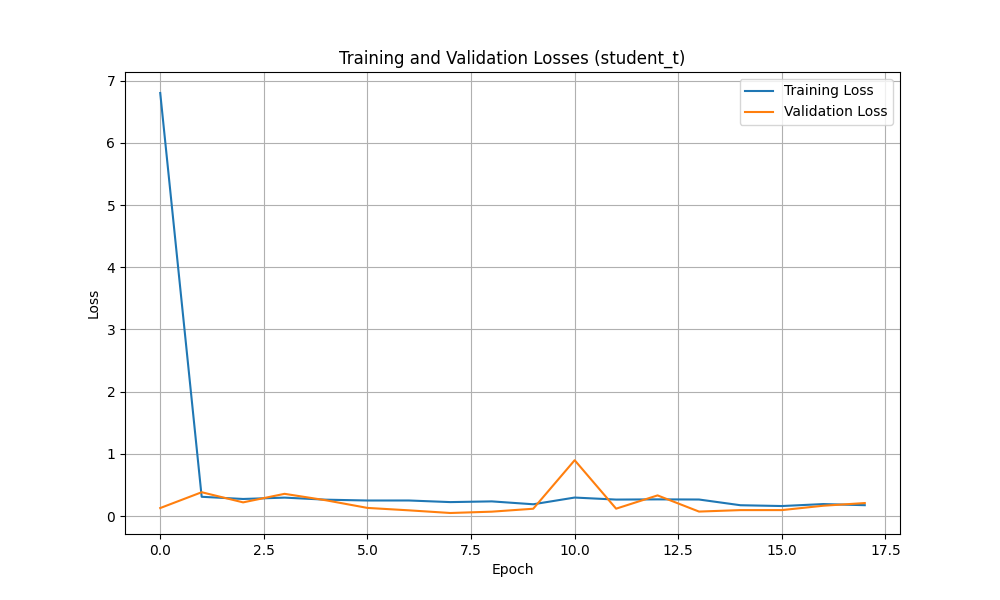 Training and Validation Losses (student_t)
Training Loss
Validation Loss
7
6
5
4
3
2
1
0
Loss
0.0 2.5 5.0 7.5 10.0 12.5 15.0 17.5
Epoch